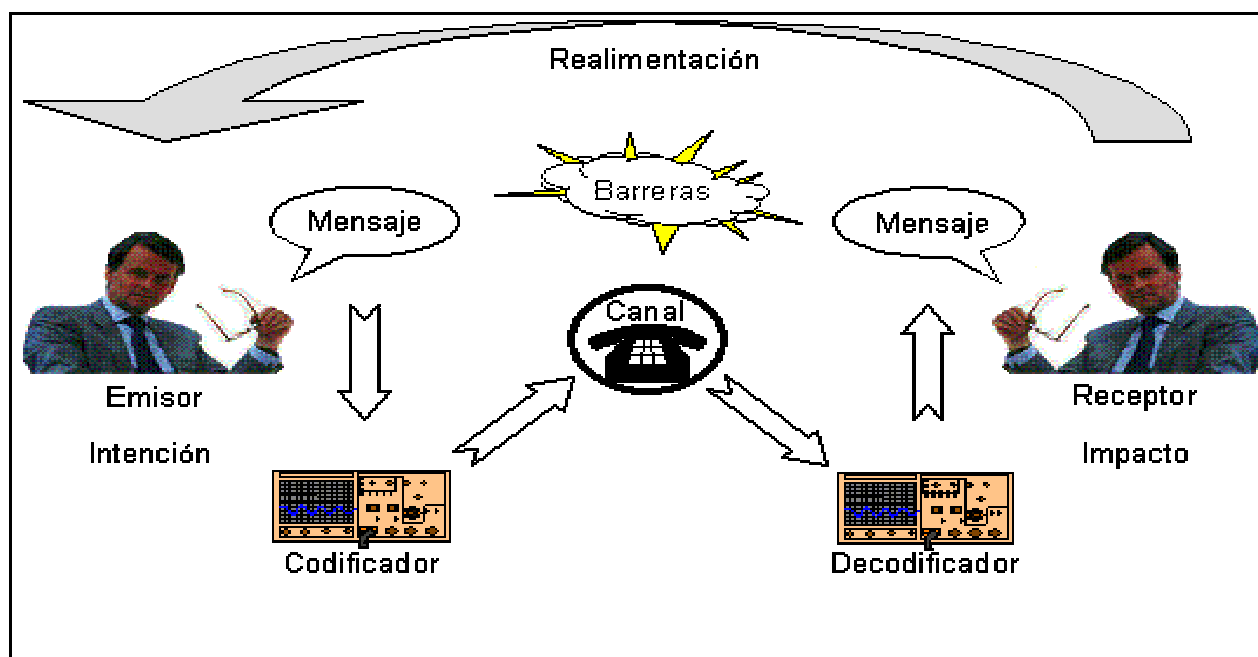 Realimentación
Barreras
Mensaje
Mensaje
Canal
Emisor
Receptor
Intención
Impacto
Codificador
Decodificador